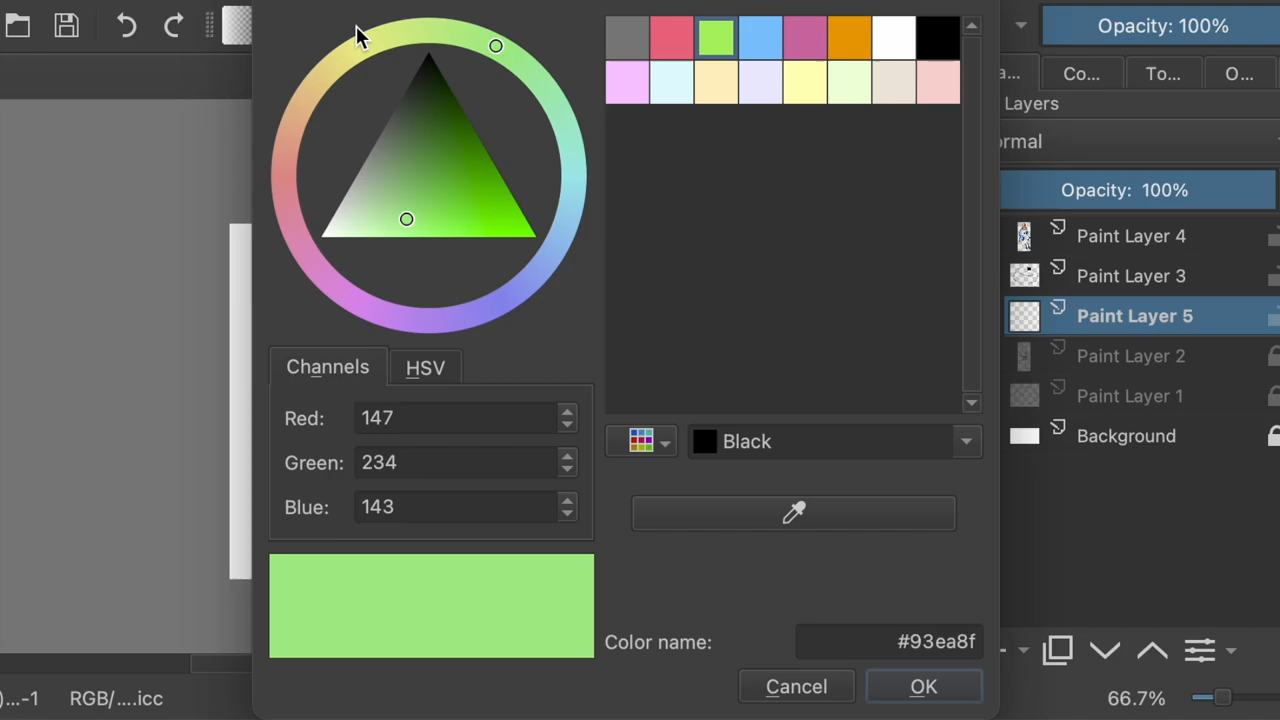 Opacity: 100%
a...
Co...
To...
O...
Layers
ormal
Opacity: 100%
Paint Layer 4
Paint Layer 3
Paint Layer 5
Paint Layer 2
Paint Layer 1
Background
Channels
HSV
Red: 147
Green: 234
Blue: 143
Black
Color name: #93ea8f
Cancel
OK
)...-1
RGB/....icc
66.7%